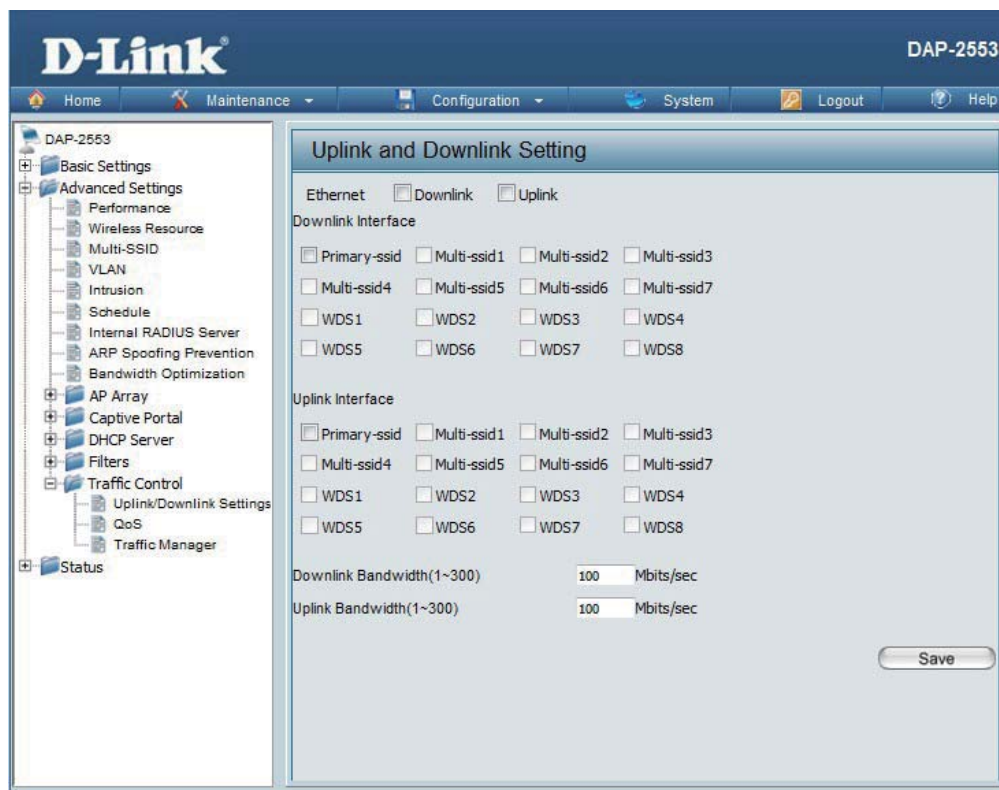 D-Link®
DAP-2553
Home Maintenance Configuration System Logout Help
DAP-2553
Basic Settings
Advanced Settings
Performance
Wireless Resource
Multi-SSID
VLAN
Intrusion
Schedule
Internal RADIUS Server
ARP Spoofing Prevention
Bandwidth Optimization
AP Array
Captive Portal
DHCP Server
Filters
Traffic Control
Uplink/Downlink Settings
QoS
Traffic Manager
Status
Uplink and Downlink Setting
Ethernet Downlink Uplink
Downlink Interface
Primary-ssid Multi-ssid1 Multi-ssid2 Multi-ssid3
Multi-ssid4 Multi-ssid5 Multi-ssid6 Multi-ssid7
WDS1 WDS2 WDS3 WDS4
WDS5 WDS6 WDS7 WDS8
Uplink Interface
Primary-ssid Multi-ssid1 Multi-ssid2 Multi-ssid3
Multi-ssid4 Multi-ssid5 Multi-ssid6 Multi-ssid7
WDS1 WDS2 WDS3 WDS4
WDS5 WDS6 WDS7 WDS8
Downlink Bandwidth(1~300) 100 Mbits/sec
Uplink Bandwidth(1~300) 100 Mbits/sec
Save